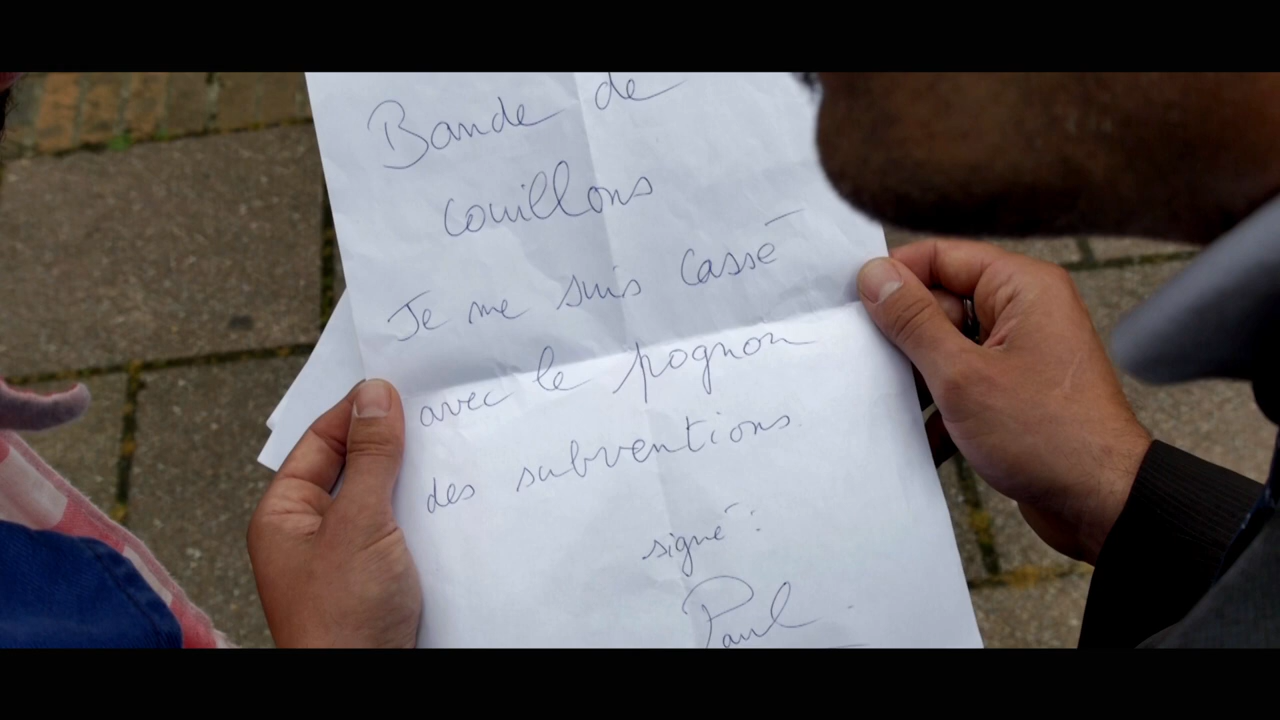 Bande de
couillons
Je me suis cassé
avec le pognon
des subventions.
signé :
Paul